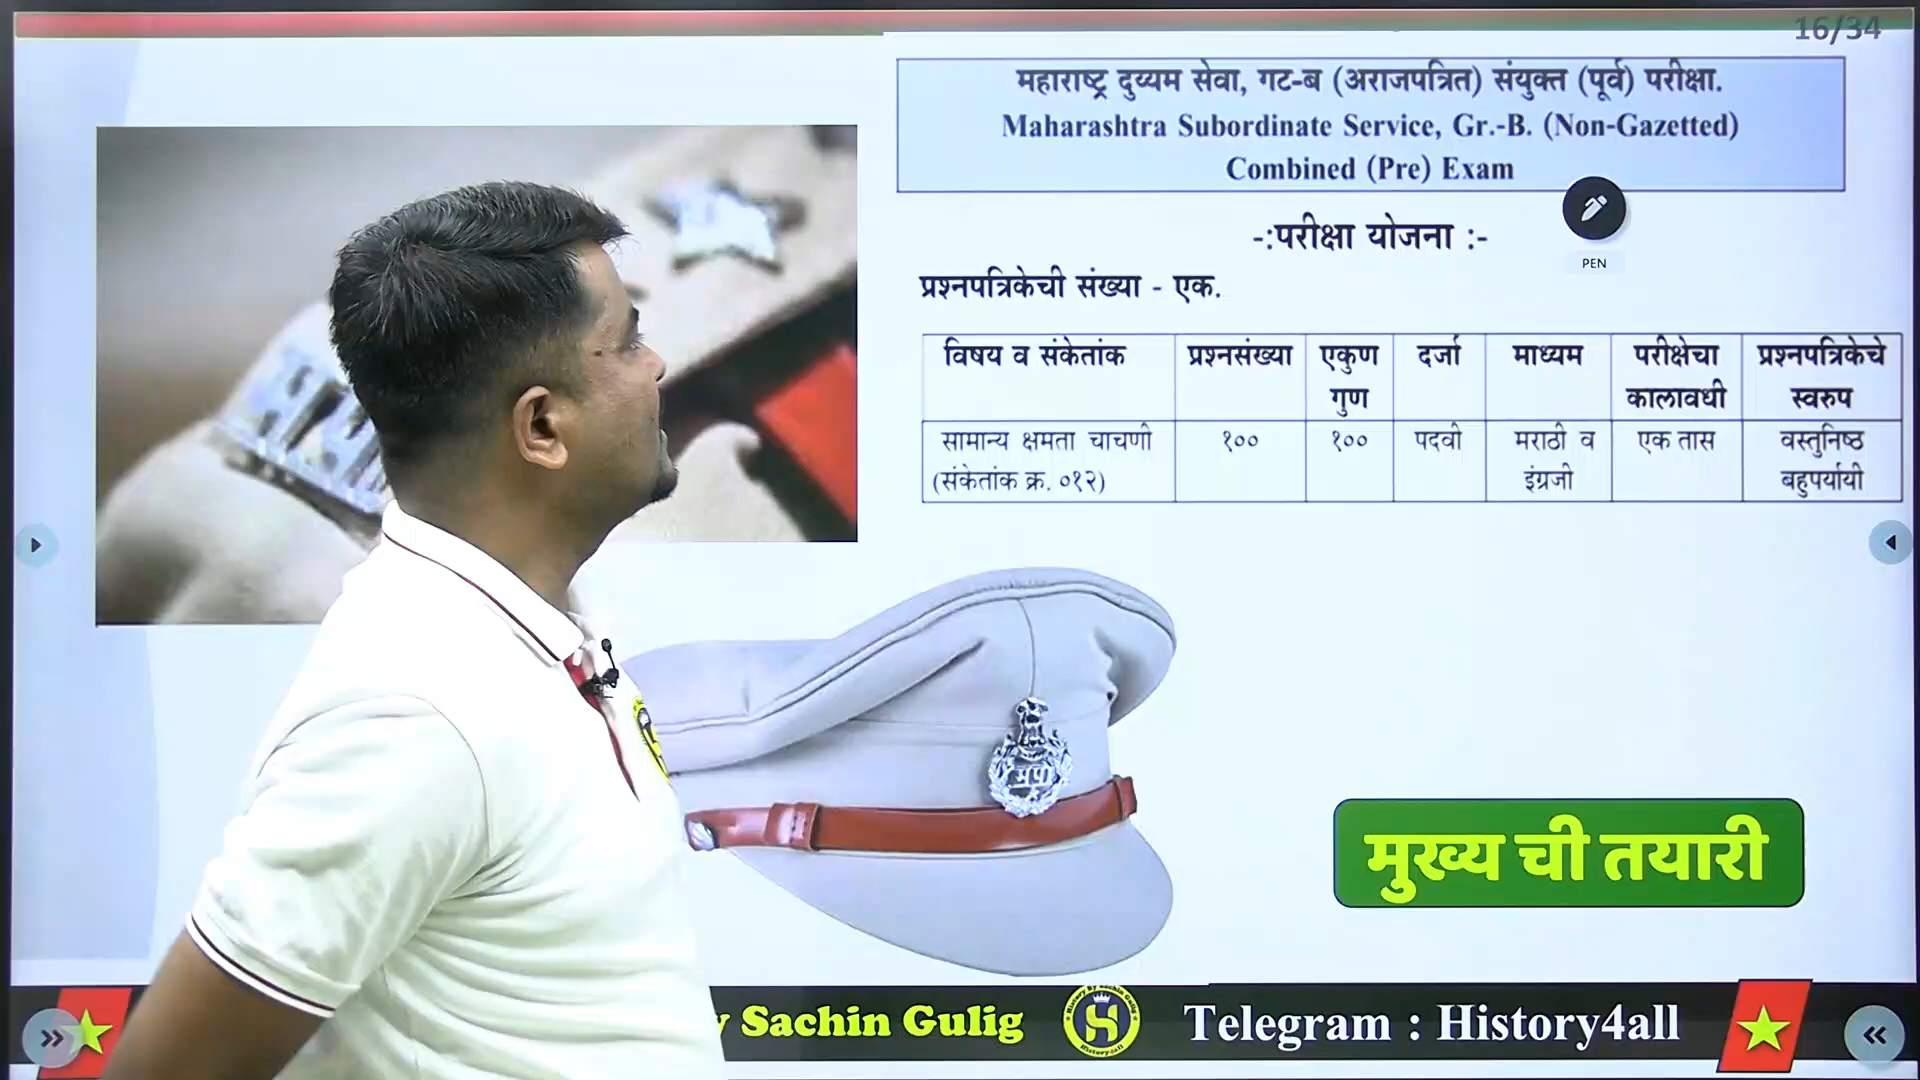 16/34
महाराष्ट्र दुय्यम सेवा, गट-ब (अराजपत्रित) संयुक्त (पूर्व) परीक्षा.
Maharashtra Subordinate Service, Gr.-B. (Non-Gazetted)
Combined (Pre) Exam
-:परीक्षा योजना :-
PEN
प्रश्नपत्रिकेची संख्या - एक.
विषय व संकेतांक प्रश्नसंख्या एकुण गुण दर्जा माध्यम परीक्षेचा कालावधी प्रश्नपत्रिकेचे स्वरुप
सामान्य क्षमता चाचणी १०० १०० पदवी मराठी व एक तास वस्तुनिष्ठ
(संकेतांक क्र. ०१२) इंग्रजी बहुपर्यायी
मपो
मुख्य ची तयारी
Sachin Gulig
Telegram : History4all